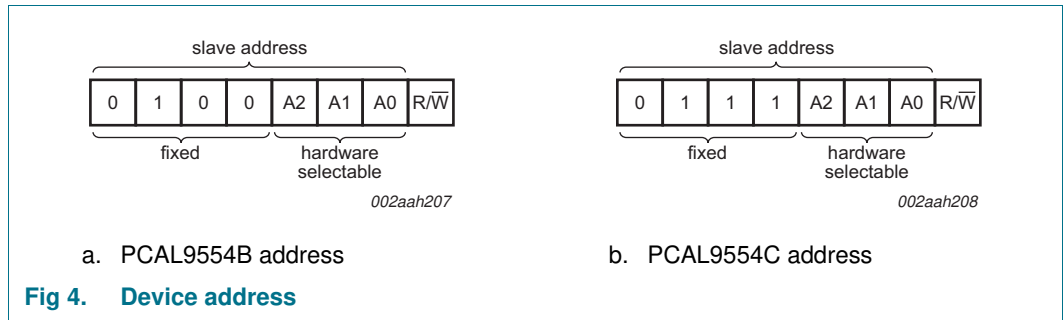 slave address
0 1 0 0 A2 A1 A0 R/W̅
fixed
hardware
selectable
002aah207
a. PCAL9554B address
slave address
0 1 1 1 A2 A1 A0 R/W̅
fixed
hardware
selectable
002aah208
b. PCAL9554C address
Fig 4. Device address